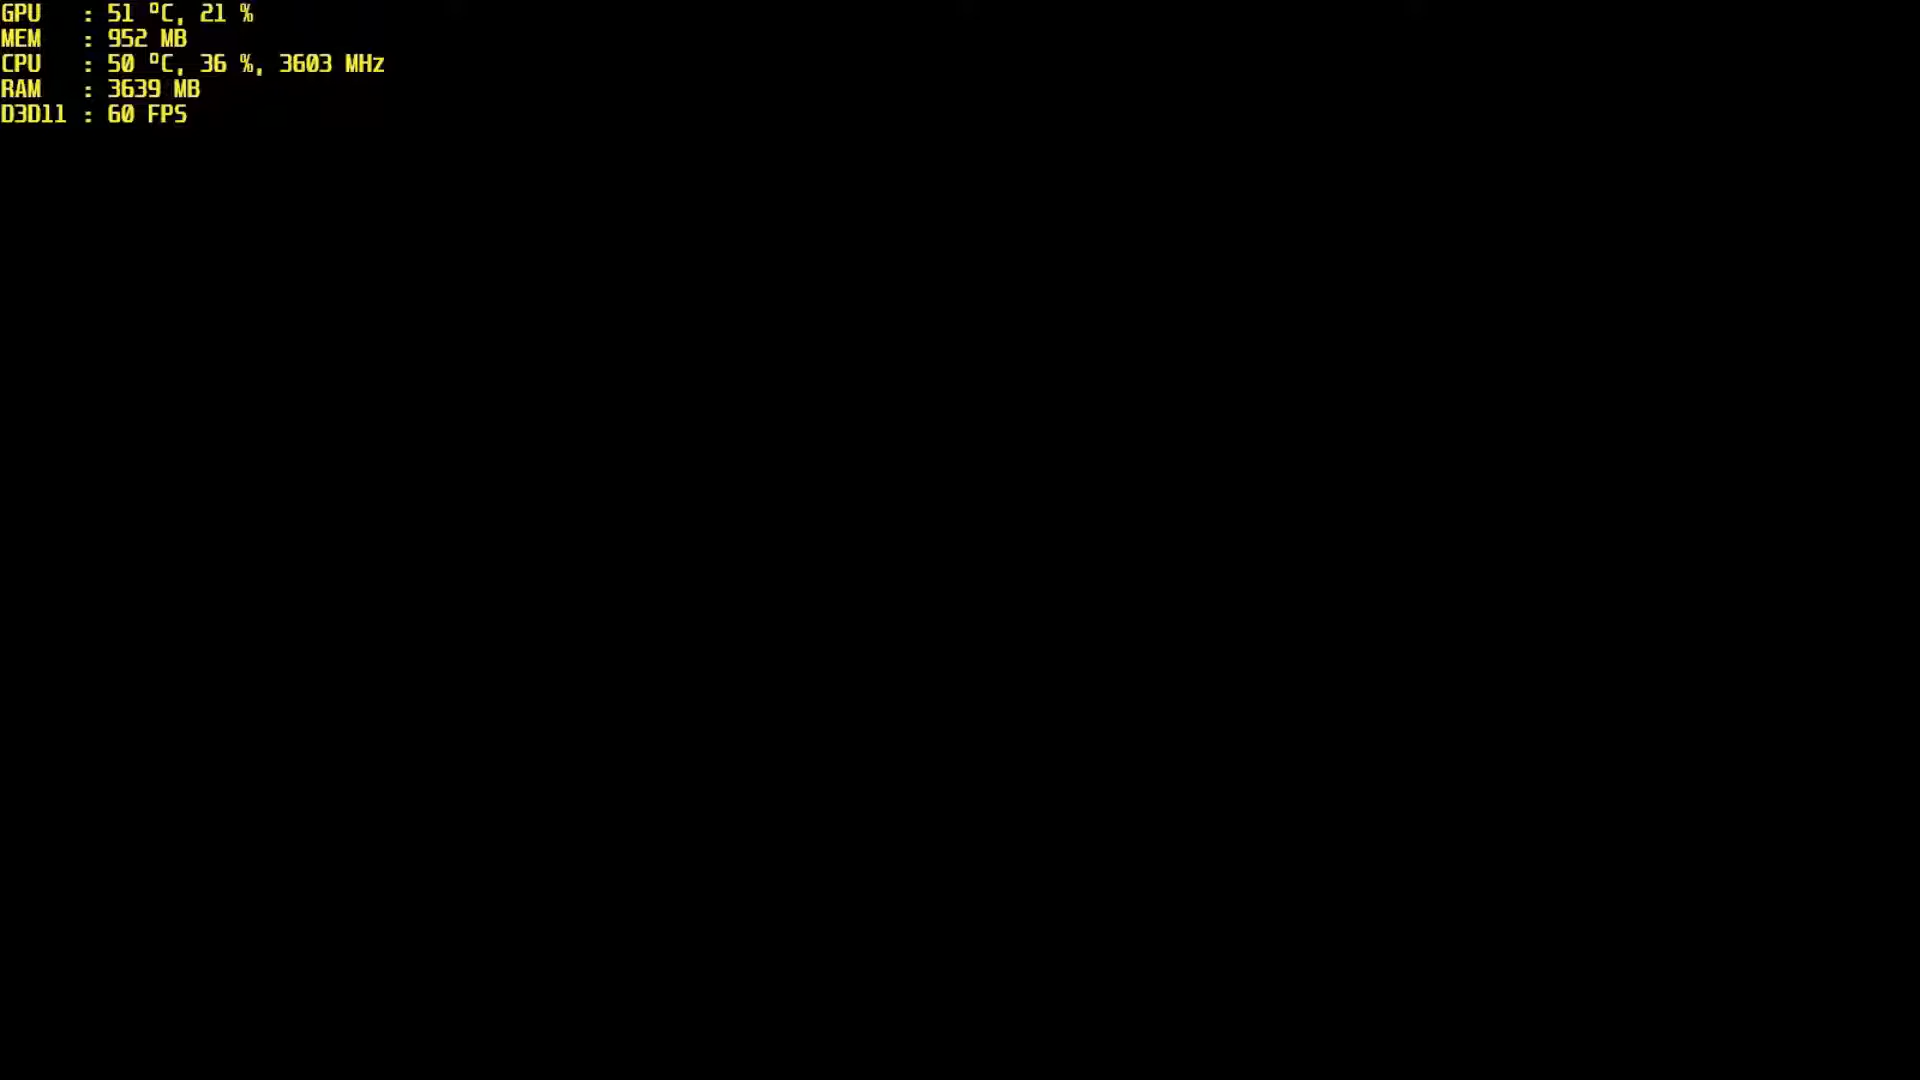 GPU : 51 °C, 21 %
MEM : 952 MB
CPU : 50 °C, 36 %, 3603 MHz
RAM : 3639 MB
D3D11 : 60 FPS